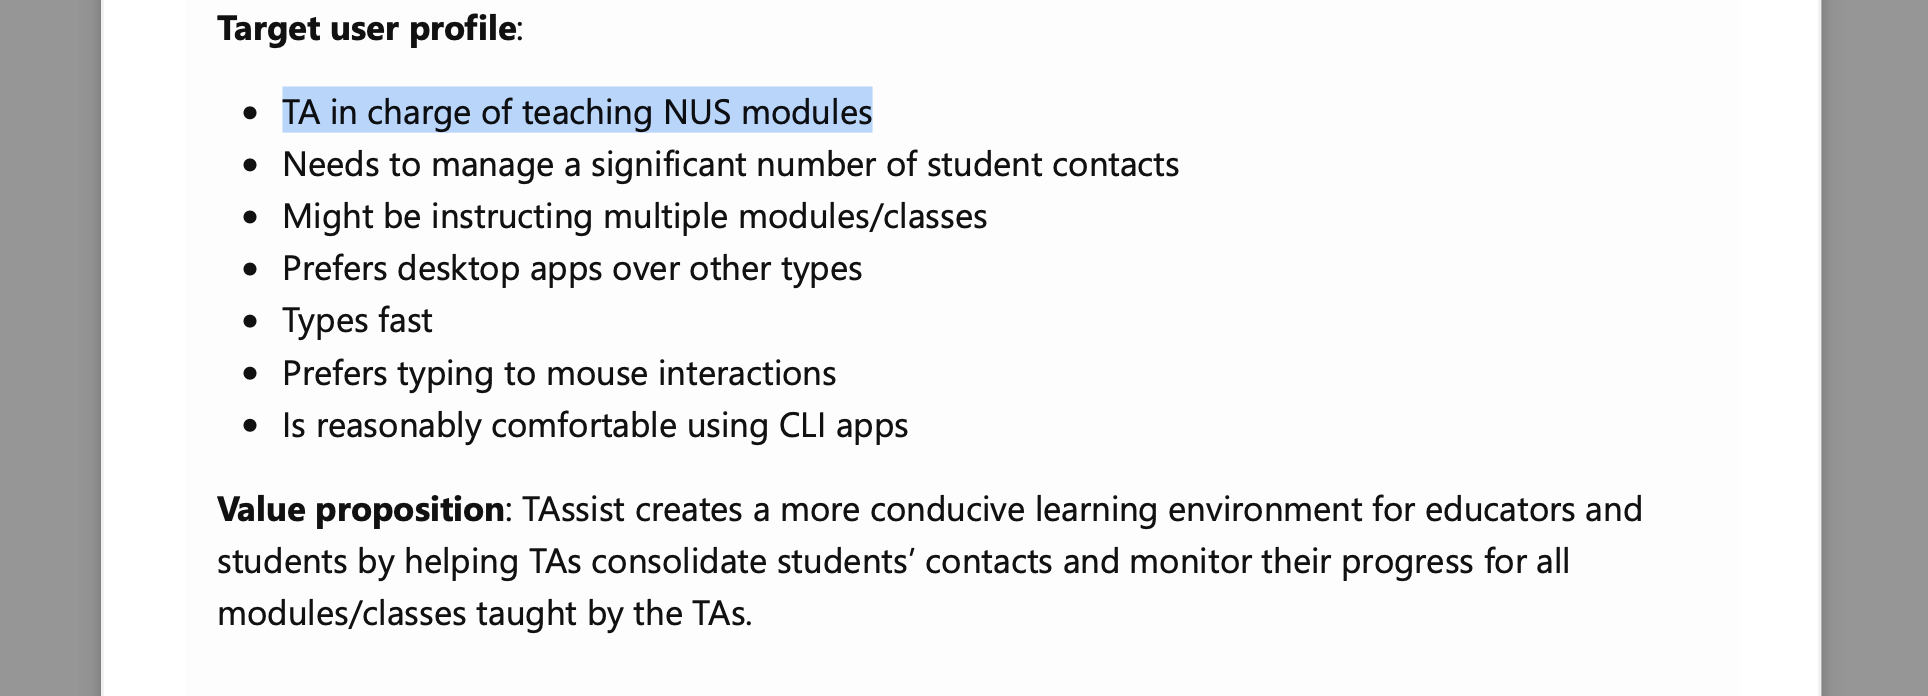 Target user profile:
• TA in charge of teaching NUS modules
• Needs to manage a significant number of student contacts
• Might be instructing multiple modules/classes
• Prefers desktop apps over other types
• Types fast
• Prefers typing to mouse interactions
• Is reasonably comfortable using CLI apps
Value proposition: TAssist creates a more conducive learning environment for educators and
students by helping TAs consolidate students’ contacts and monitor their progress for all
modules/classes taught by the TAs.